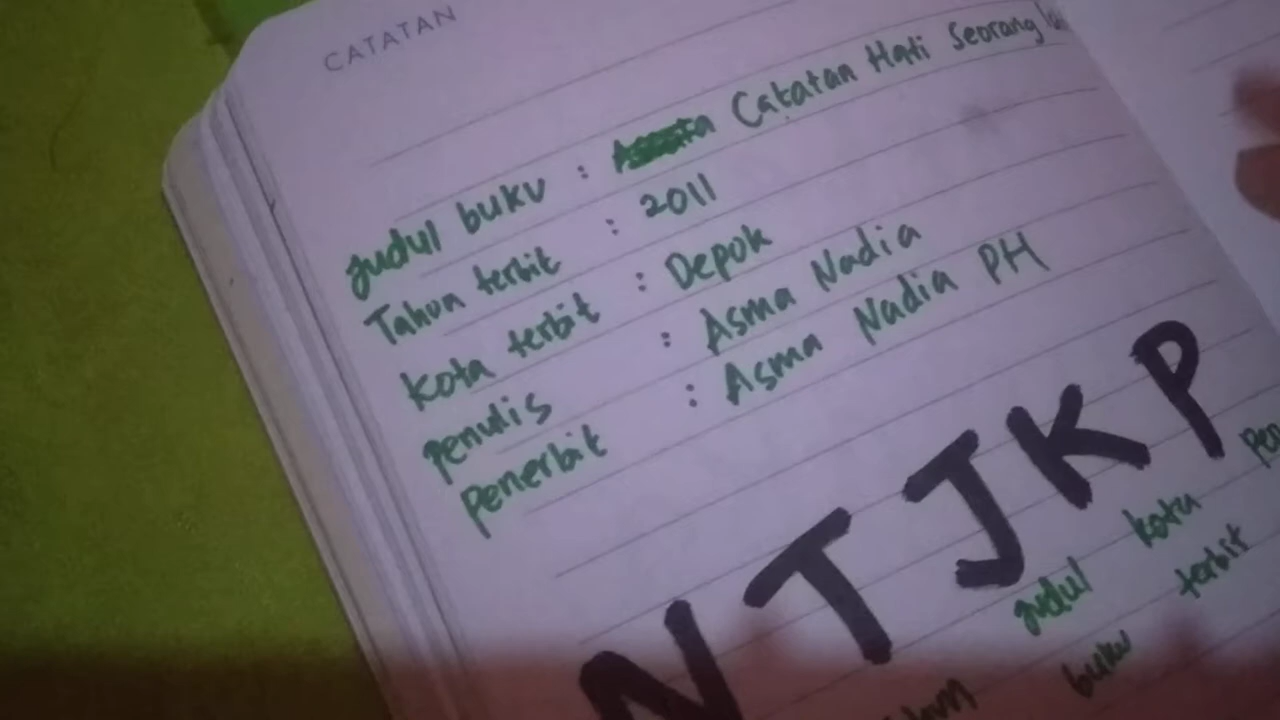 CATATAN
judul buku : Catatan Hati Seorang
Tahun terbit : 2011
Kota terbit : Depok
penulis : Asma Nadia
Penerbit : Asma Nadia PH
N T J K P
judul kota
buku terbit